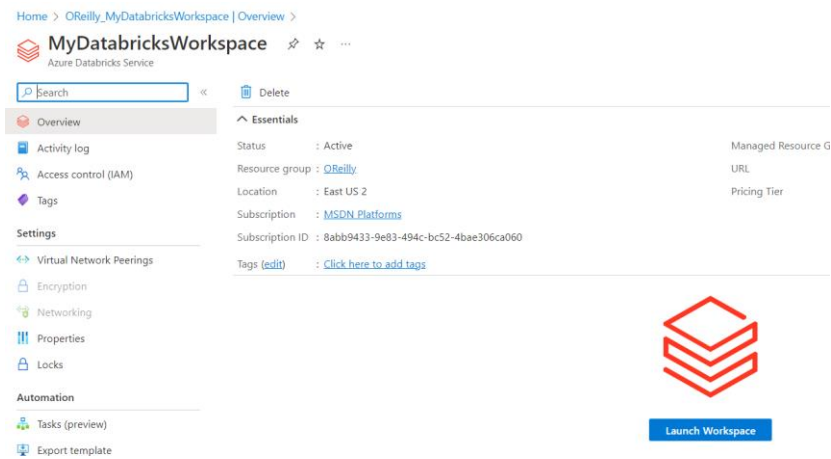 Home > OReilly_MyDatabricksWorkspace | Overview >
MyDatabricksWorkspace
Azure Databricks Service
Search
«
Delete
Overview
Essentials
Activity log
Status : Active
Managed Resource G
Access control (IAM)
Resource group : OReilly
URL
Tags
Location : East US 2
Pricing Tier
Subscription : MSDN Platforms
Settings
Subscription ID : 8abb9433-9e83-494c-bc52-4bae306ca060
Virtual Network Peerings
Tags (edit) : Click here to add tags
Encryption
Networking
Properties
Locks
Automation
Tasks (preview)
Launch Workspace
Export template